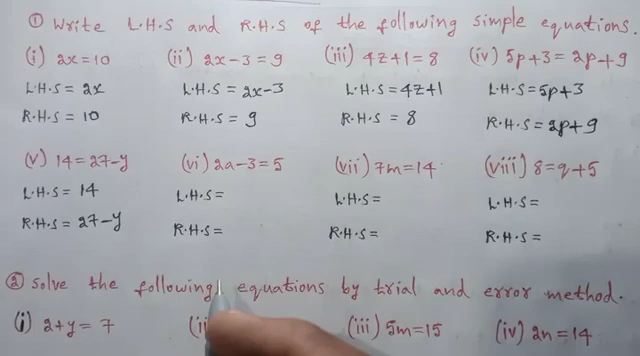 ① Write L.H.S and R.H.S of the following simple equations.
(i) 2x=10 (ii) 2x-3=9 (iii) 4z+1=8 (iv) 5p+3=2p+9
L.H.S = 2x L.H.S = 2x-3 L.H.S = 4z+1 L.H.S = 5p+3
R.H.S = 10 R.H.S = 9 R.H.S = 8 R.H.S = 2p+9
(v) 14=27-y (vi) 2a-3=5 (vii) 7m=14 (viii) 8=q+5
L.H.S = 14 L.H.S = L.H.S = L.H.S =
R.H.S = 27-y R.H.S = R.H.S = R.H.S =
② Solve the following equations by trial and error method.
(i) 2+y=7 (ii (iii) 5m=15 (iv) 2n=14